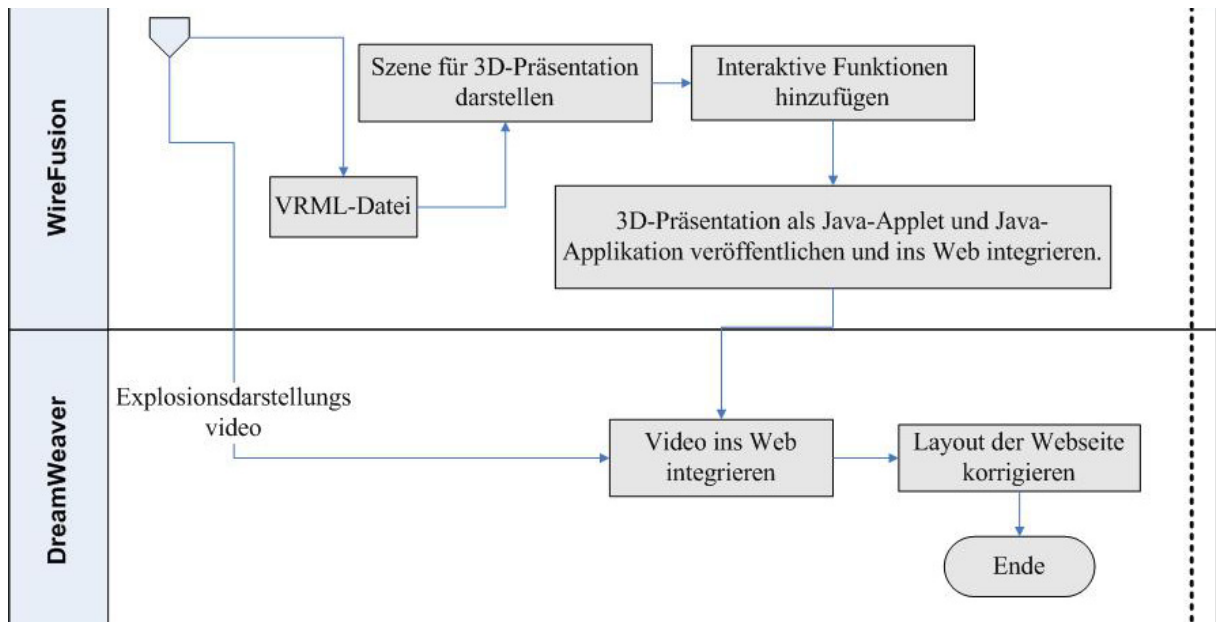 WireFusion
Szene für 3D-Präsentation
darstellen
Interaktive Funktionen
hinzufügen
VRML-Datei
3D-Präsentation als Java-Applet und Java-
Applikation veröffentlichen und ins Web integrieren.
DreamWeaver
Explosionsdarstellungs
video
Video ins Web
integrieren
Layout der Webseite
korrigieren
Ende